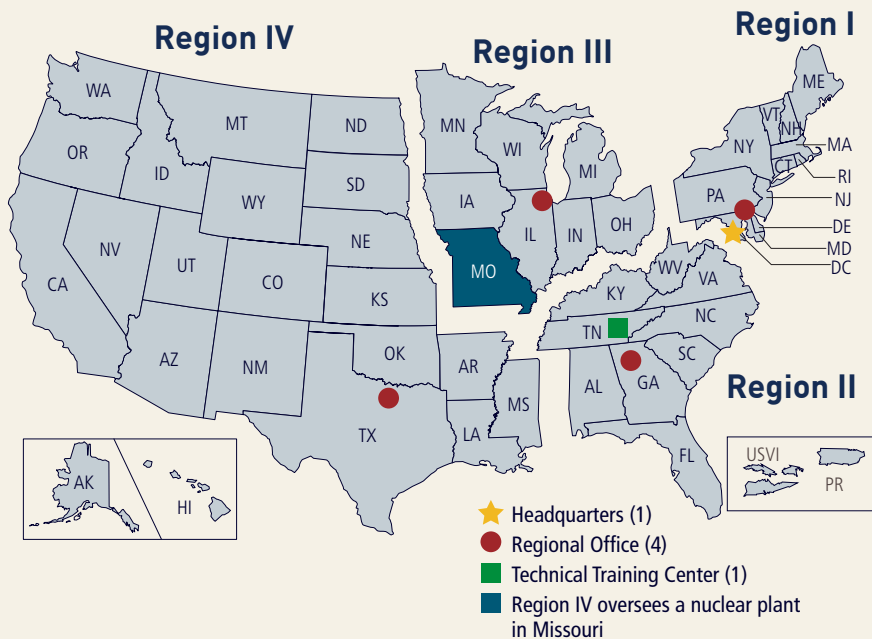 Region I
Region IV
Region III
WA
MT
ND
MN
ME
VT
NH
OR
ID
WI
NY
MA
SD
MI
CT
RI
WY
IA
PA
NJ
NV
NE
IL
IN
OH
DE
UT
MD
CA
CO
MO
WV
VA
DC
KS
KY
NC
TN
AZ
NM
OK
AR
SC
AL
GA
Region II
MS
TX
LA
FL
USVI
AK
HI
PR
Headquarters (1)
Regional Office (4)
Technical Training Center (1)
Region IV oversees a nuclear plant
in Missouri